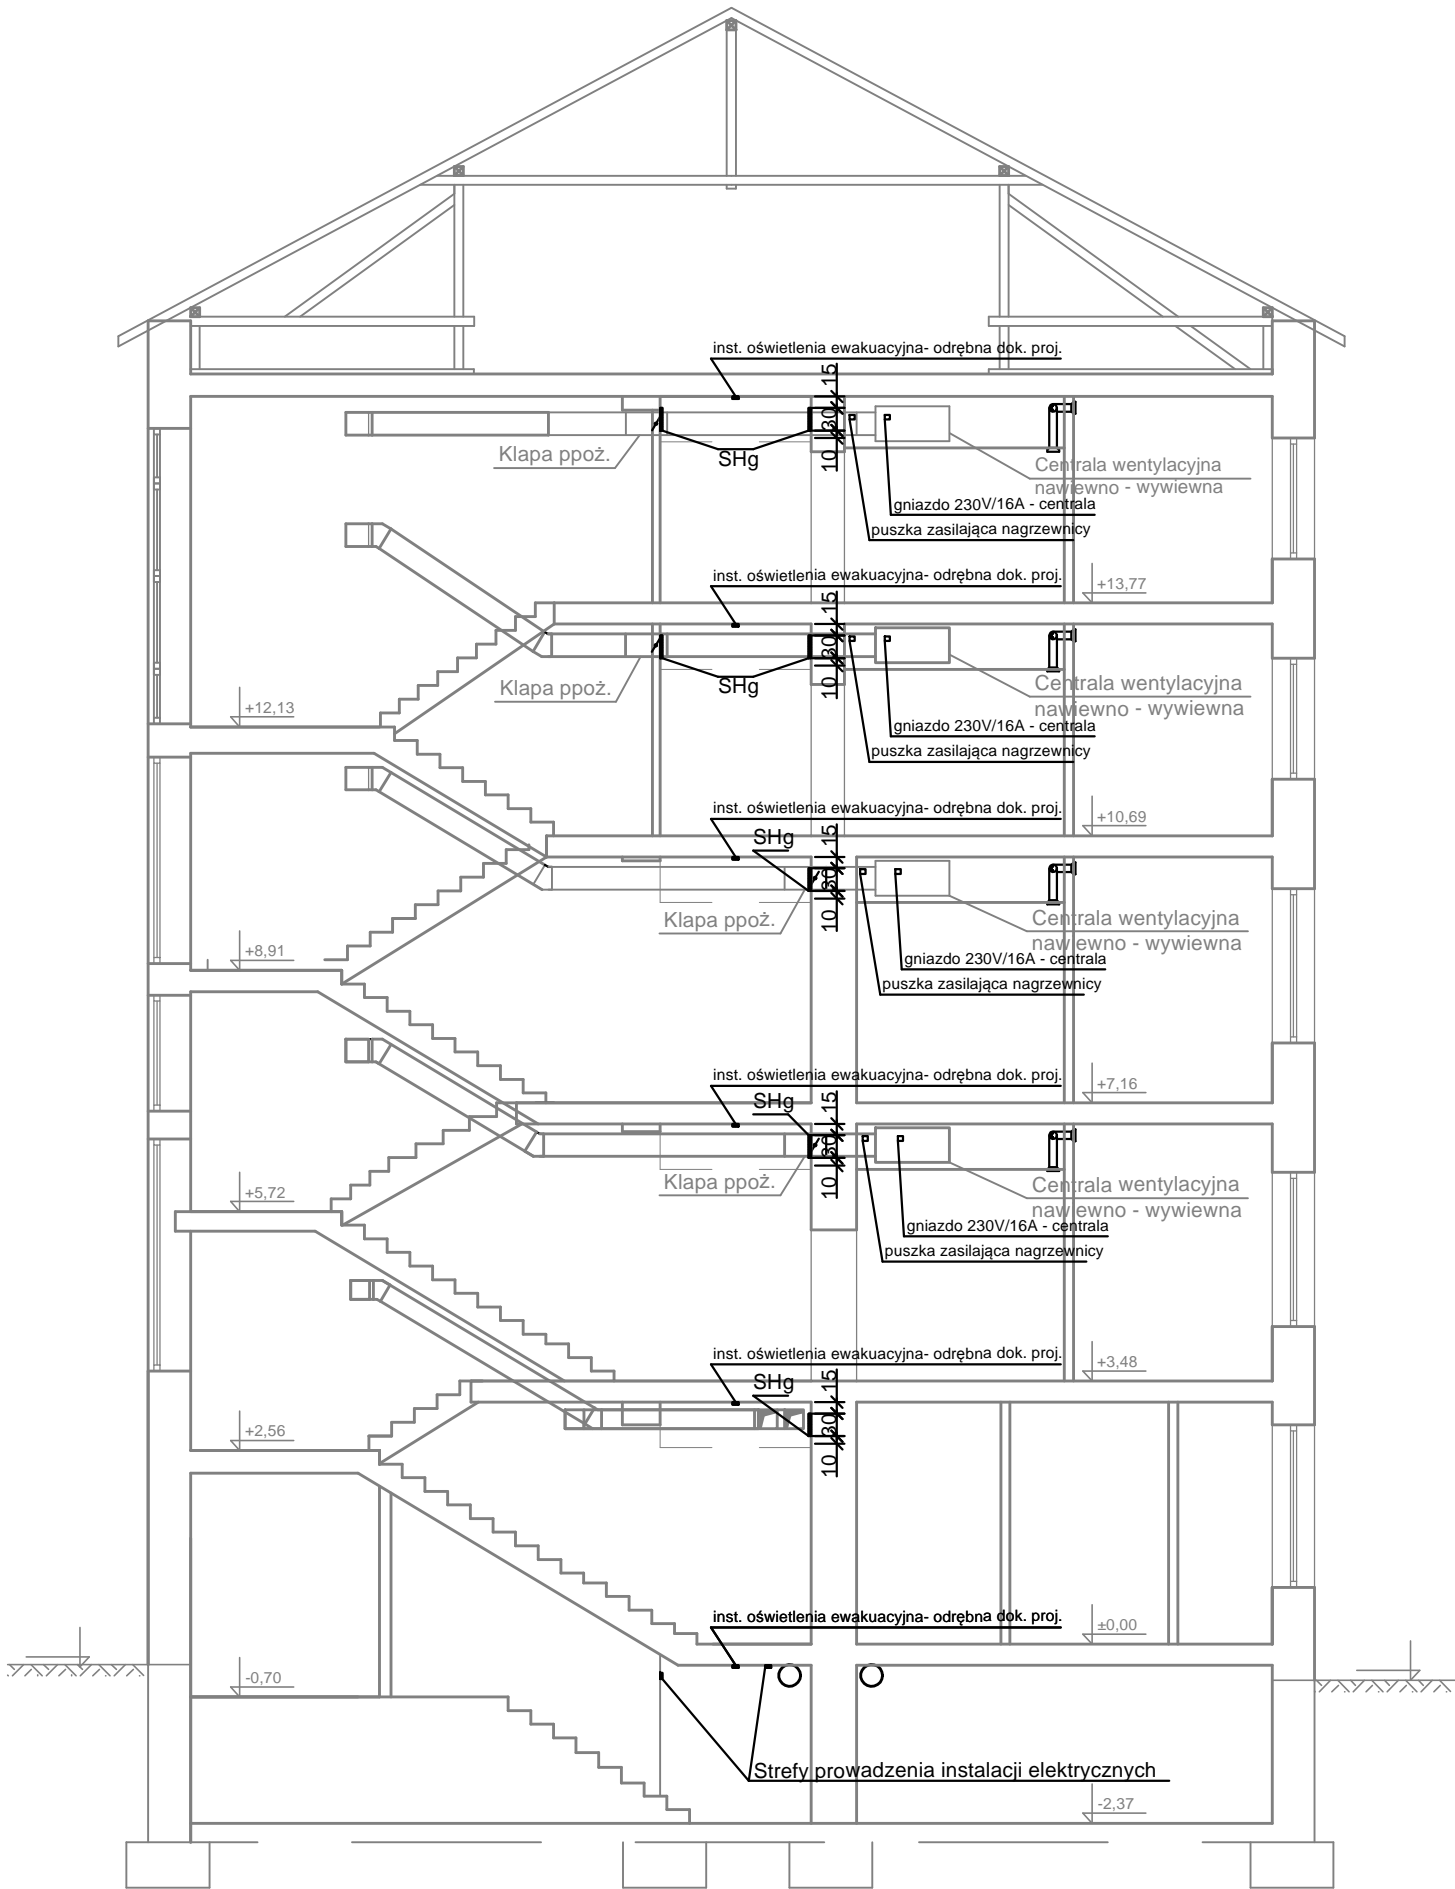 inst. oświetlenia ewakuacyjna- odrębna dok. proj.
15
30
10
Klapa ppoż.
SHg
Centrala wentylacyjna
nawiewno - wywiewna
gniazdo 230V/16A - centrala
puszka zasilająca nagrzewnicy
inst. oświetlenia ewakuacyjna- odrębna dok. proj.
+13,77
15
30
10
Klapa ppoż.
SHg
Centrala wentylacyjna
nawiewno - wywiewna
+12,13
gniazdo 230V/16A - centrala
puszka zasilająca nagrzewnicy
inst. oświetlenia ewakuacyjna- odrębna dok. proj.
+10,69
SHg
15
30
10
Klapa ppoż.
Centrala wentylacyjna
nawiewno - wywiewna
+8,91
gniazdo 230V/16A - centrala
puszka zasilająca nagrzewnicy
inst. oświetlenia ewakuacyjna- odrębna dok. proj.
+7,16
SHg
15
30
10
Klapa ppoż.
Centrala wentylacyjna
nawiewno - wywiewna
+5,72
gniazdo 230V/16A - centrala
puszka zasilająca nagrzewnicy
inst. oświetlenia ewakuacyjna- odrębna dok. proj.
+3,48
SHg
15
30
10
+2,56
inst. oświetlenia ewakuacyjna- odrębna dok. proj.
±0,00
-0,70
Strefy prowadzenia instalacji elektrycznych
-2,37